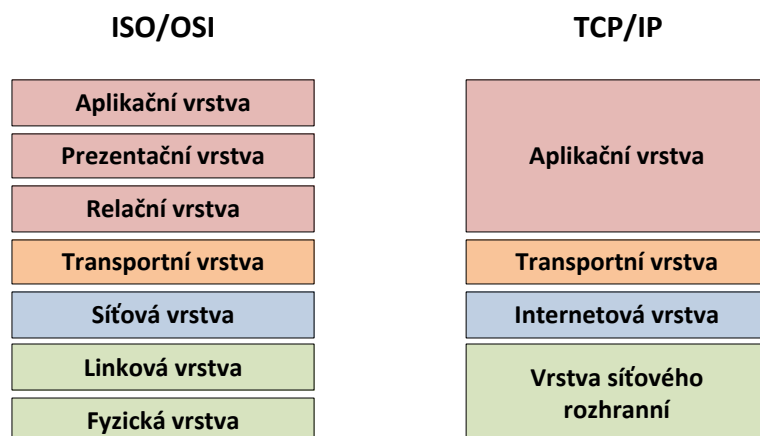 ISO/OSI
Aplikační vrstva
Prezentační vrstva
Relační vrstva
Transportní vrstva
Síťová vrstva
Linková vrstva
Fyzická vrstva
TCP/IP
Aplikační vrstva
Transportní vrstva
Internetová vrstva
Vrstva síťového
rozhranní